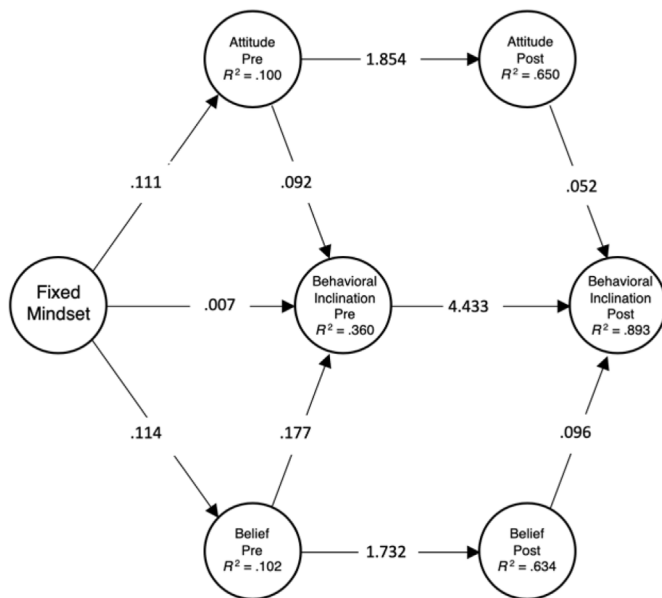 Attitude
Pre
R² = .100
1.854
Attitude
Post
R² = .650
.111
.092
.052
Fixed
Mindset
.007
Behavioral
Inclination
Pre
R² = .360
4.433
Behavioral
Inclination
Post
R² = .893
.114
.177
.096
Belief
Pre
R² = .102
1.732
Belief
Post
R² = .634